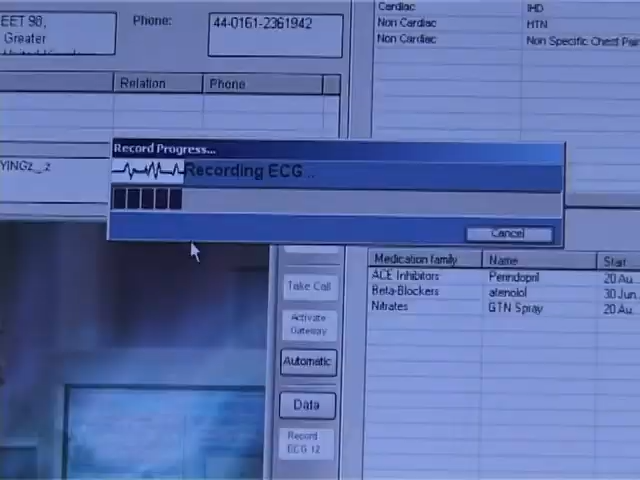 EET 98,
Greater
Phone:
44-0161-2361942
Cardiac IHD
Non Cardiac HTN
Non Cardiac Non Specific Chest Pain
Relation Phone
YINGz_.z
Record Progress...
Recording ECG...
Cancel
Take Call
Activate
Gateway
Automatic
Data
Record
ECG 12
Medication family Name Start
ACE Inhibitors Perindopril 20 Au
Beta-Blockers atenolol 30 Jun
Nitrates GTN Spray 20 Au